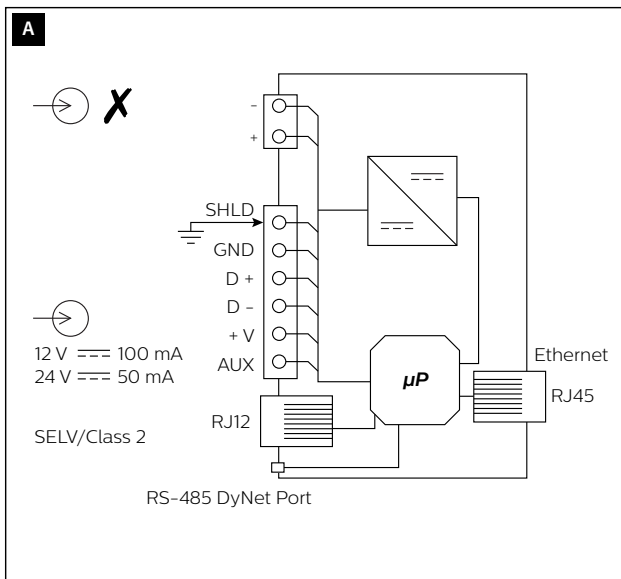 A
✗
-
+
SHLD
GND
D +
D -
+ V
AUX
12 V ⎓ 100 mA
24 V ⎓ 50 mA
SELV/Class 2
µP
Ethernet
RJ45
RJ12
RS-485 DyNet Port